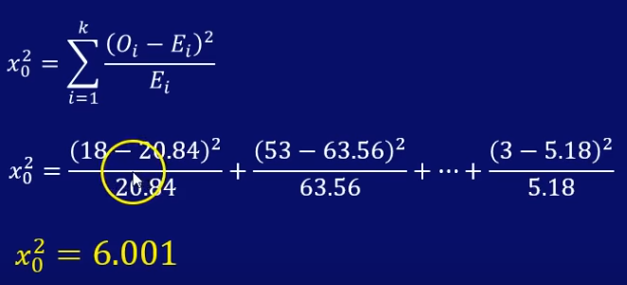 x₀² = ∑ᵢ₌₁ᵏ (Oᵢ − Eᵢ)² / Eᵢ
x₀² = (18 − 20.84)² / 20.84 + (53 − 63.56)² / 63.56 + ⋯ + (3 − 5.18)² / 5.18
x₀² = 6.001